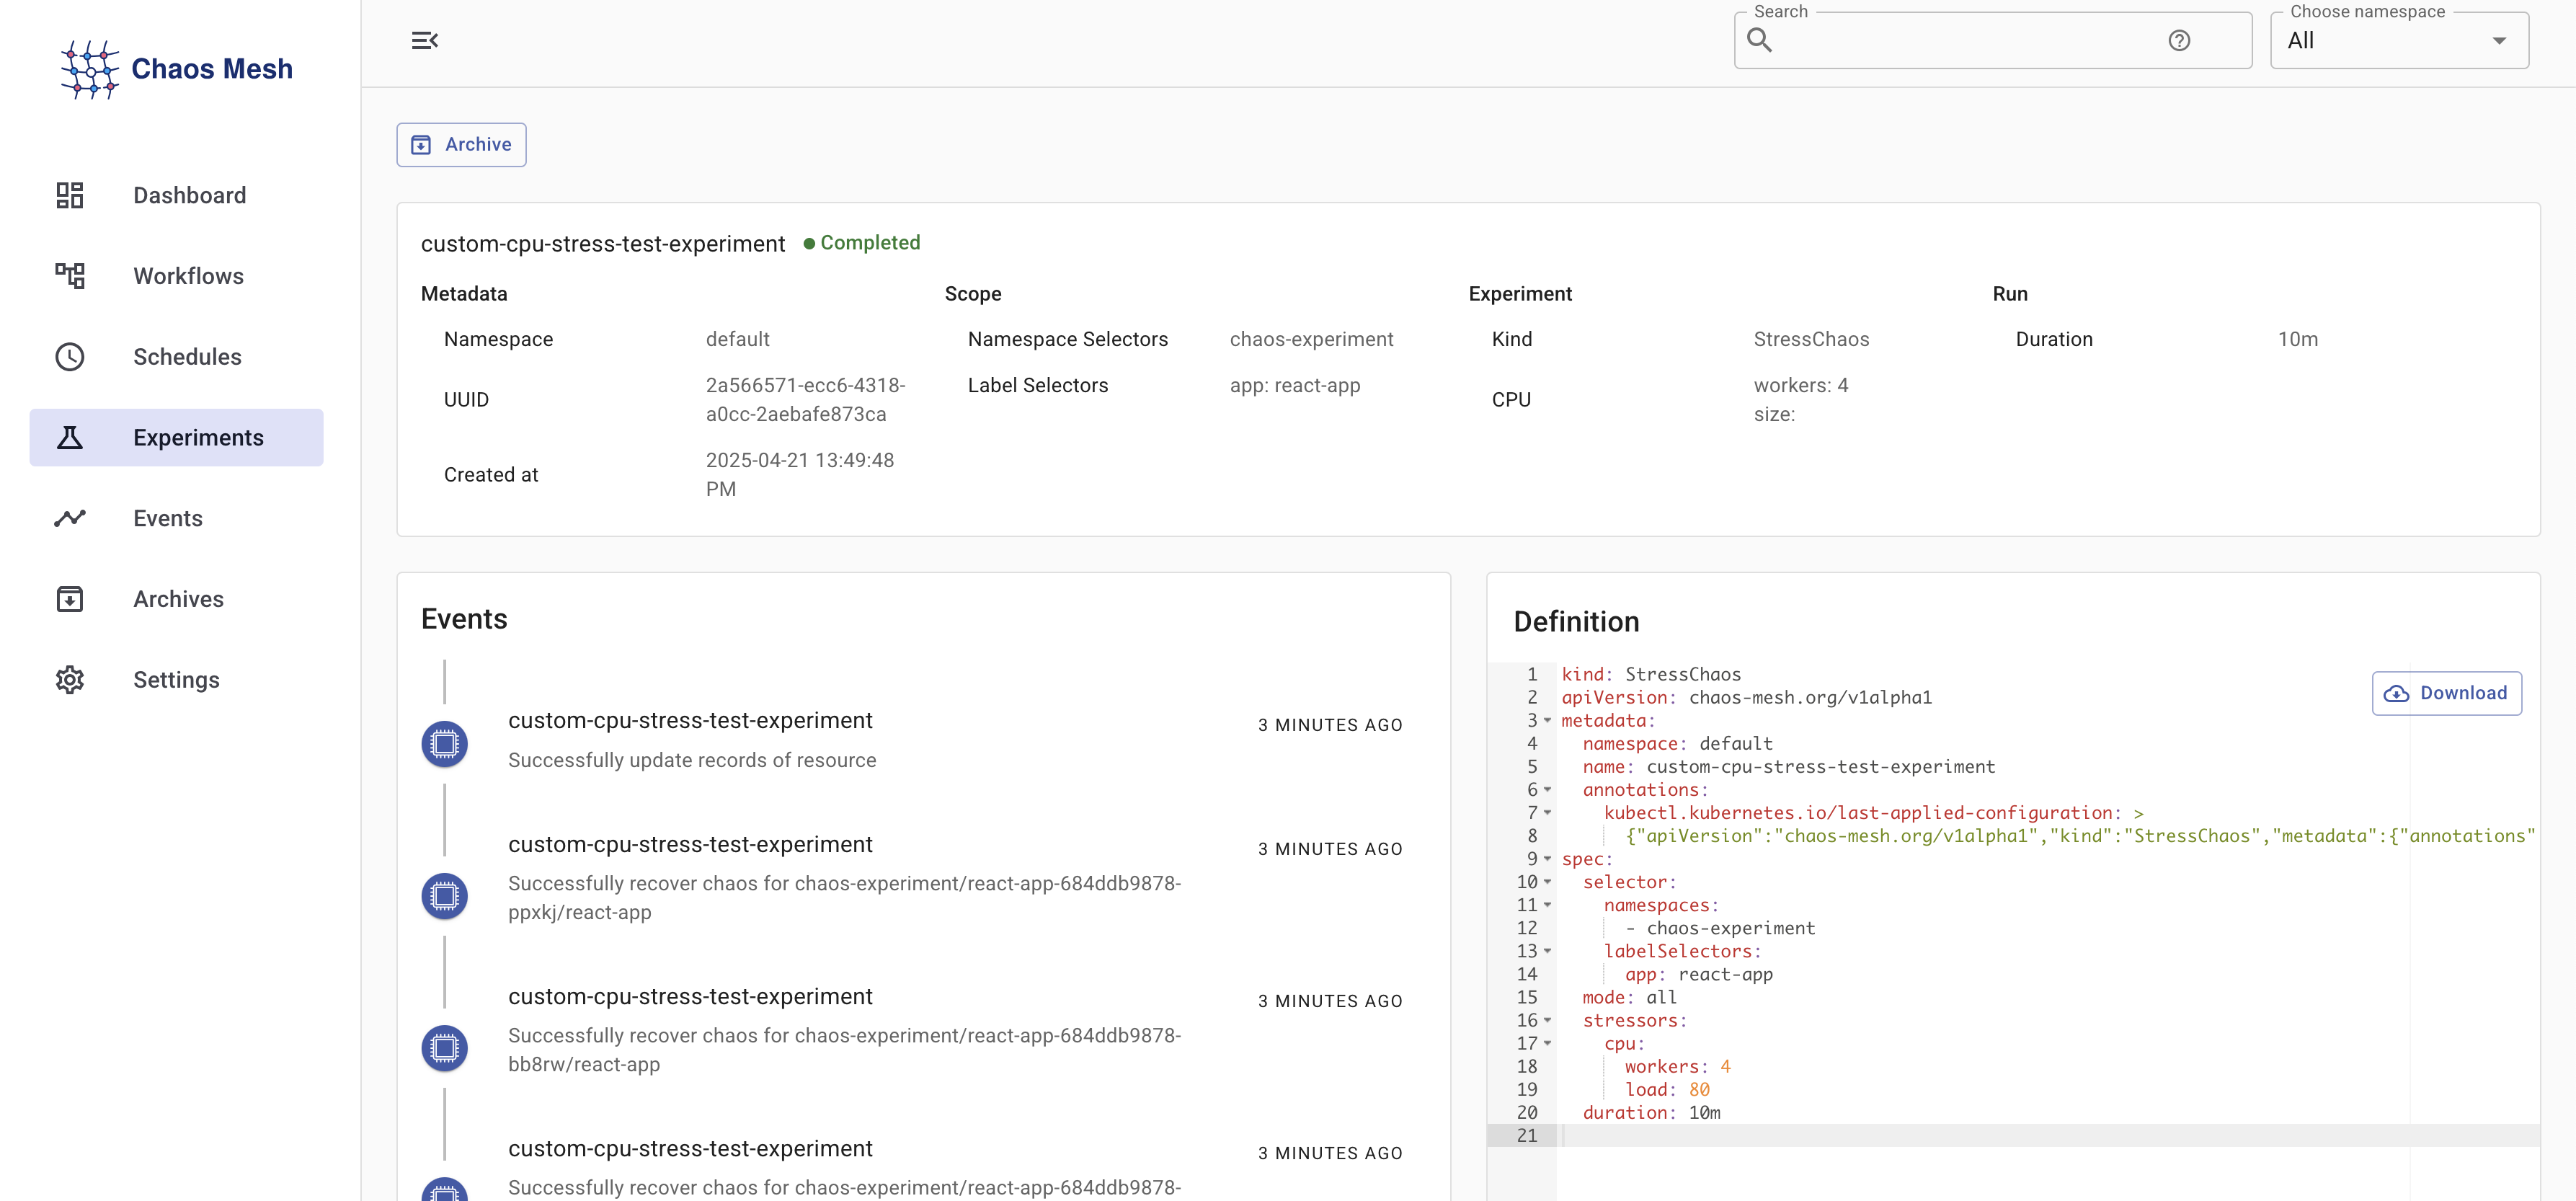 Chaos Mesh
Dashboard
Workflows
Schedules
Experiments
Events
Archives
Settings
Search
Choose namespace
All
Archive
custom-cpu-stress-test-experiment Completed
Metadata
Namespace default
UUID 2a566571-ecc6-4318-
a0cc-2aebafe873ca
Created at 2025-04-21 13:49:48
PM
Scope
Namespace Selectors chaos-experiment
Label Selectors app: react-app
Experiment
Kind StressChaos
CPU workers: 4
size:
Run
Duration 10m
Events
custom-cpu-stress-test-experiment 3 MINUTES AGO
Successfully update records of resource
custom-cpu-stress-test-experiment 3 MINUTES AGO
Successfully recover chaos for chaos-experiment/react-app-684ddb9878-
ppxkj/react-app
custom-cpu-stress-test-experiment 3 MINUTES AGO
Successfully recover chaos for chaos-experiment/react-app-684ddb9878-
bb8rw/react-app
custom-cpu-stress-test-experiment 3 MINUTES AGO
Successfully recover chaos for chaos-experiment/react-app-684ddb9878-
Definition
Download
1 kind: StressChaos
2 apiVersion: chaos-mesh.org/v1alpha1
3 metadata:
4 namespace: default
5 name: custom-cpu-stress-test-experiment
6 annotations:
7 kubectl.kubernetes.io/last-applied-configuration: >
8 {"apiVersion":"chaos-mesh.org/v1alpha1","kind":"StressChaos","metadata":{"annotations"
9 spec:
10 selector:
11 namespaces:
12 - chaos-experiment
13 labelSelectors:
14 app: react-app
15 mode: all
16 stressors:
17 cpu:
18 workers: 4
19 load: 80
20 duration: 10m
21